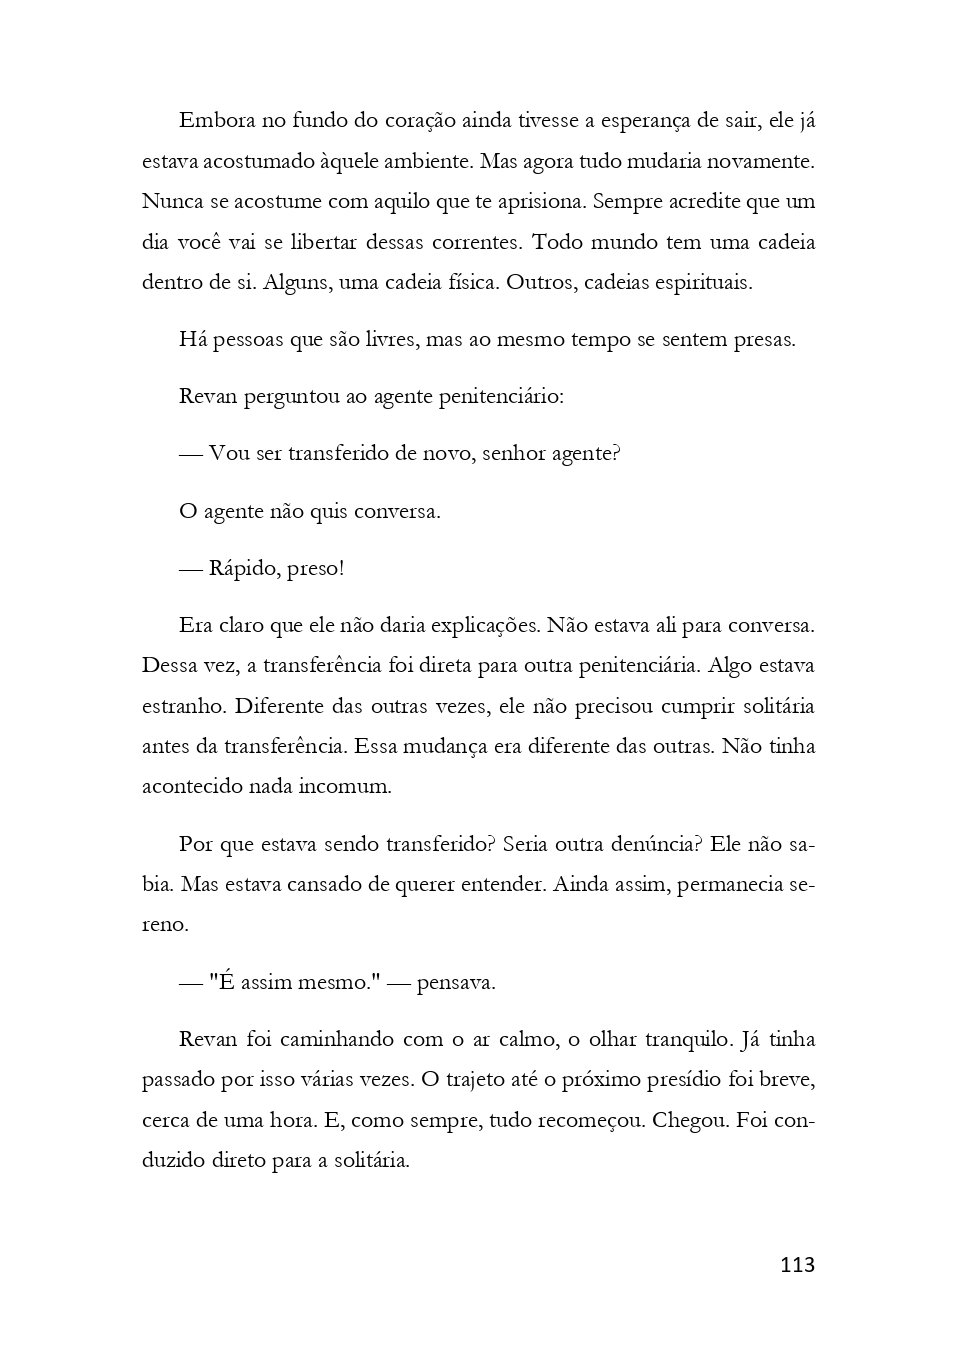 Embora no fundo do coração ainda tivesse a esperança de sair, ele já
estava acostumado àquele ambiente. Mas agora tudo mudaria novamente.
Nunca se acostume com aquilo que te aprisiona. Sempre acredite que um
dia você vai se libertar dessas correntes. Todo mundo tem uma cadeia
dentro de si. Alguns, uma cadeia física. Outros, cadeias espirituais.
Há pessoas que são livres, mas ao mesmo tempo se sentem presas.
Revan perguntou ao agente penitenciário:
— Vou ser transferido de novo, senhor agente?
O agente não quis conversa.
— Rápido, preso!
Era claro que ele não daria explicações. Não estava ali para conversa.
Dessa vez, a transferência foi direta para outra penitenciária. Algo estava
estranho. Diferente das outras vezes, ele não precisou cumprir solitária
antes da transferência. Essa mudança era diferente das outras. Não tinha
acontecido nada incomum.
Por que estava sendo transferido? Seria outra denúncia? Ele não sa-
bia. Mas estava cansado de querer entender. Ainda assim, permanecia se-
reno.
— "É assim mesmo." — pensava.
Revan foi caminhando com o ar calmo, o olhar tranquilo. Já tinha
passado por isso várias vezes. O trajeto até o próximo presídio foi breve,
cerca de uma hora. E, como sempre, tudo recomeçou. Chegou. Foi con-
duzido direto para a solitária.
113